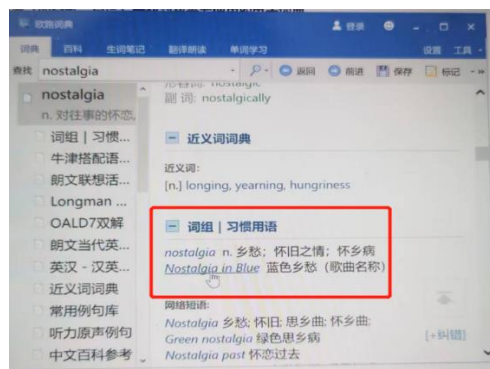 欧路词典
登录
词典 百科 生词笔记 翻译朗读 单词学习 设置 工具
查找 nostalgia 返回 前进 保存 标记
nostalgia
n. 对往事的怀恋,
词组 | 习惯...
牛津搭配语...
朗文联想活...
Longman ...
OALD7双解
朗文当代英...
英汉 - 汉英...
近义词词典
常用例句库
听力原声例句
中文百科参考
副 词: nostalgically
近义词词典
近义词:
[n.] longing, yearning, hungriness
词组 | 习惯用语
nostalgia n. 乡愁；怀旧之情；怀乡病
Nostalgia in Blue 蓝色乡愁（歌曲名称）
网络短语:
Nostalgia 乡愁; 怀旧; 思乡曲; 怀乡曲;
Green nostalgia 绿色思乡病
Nostalgia past 怀恋过去
[+纠错]